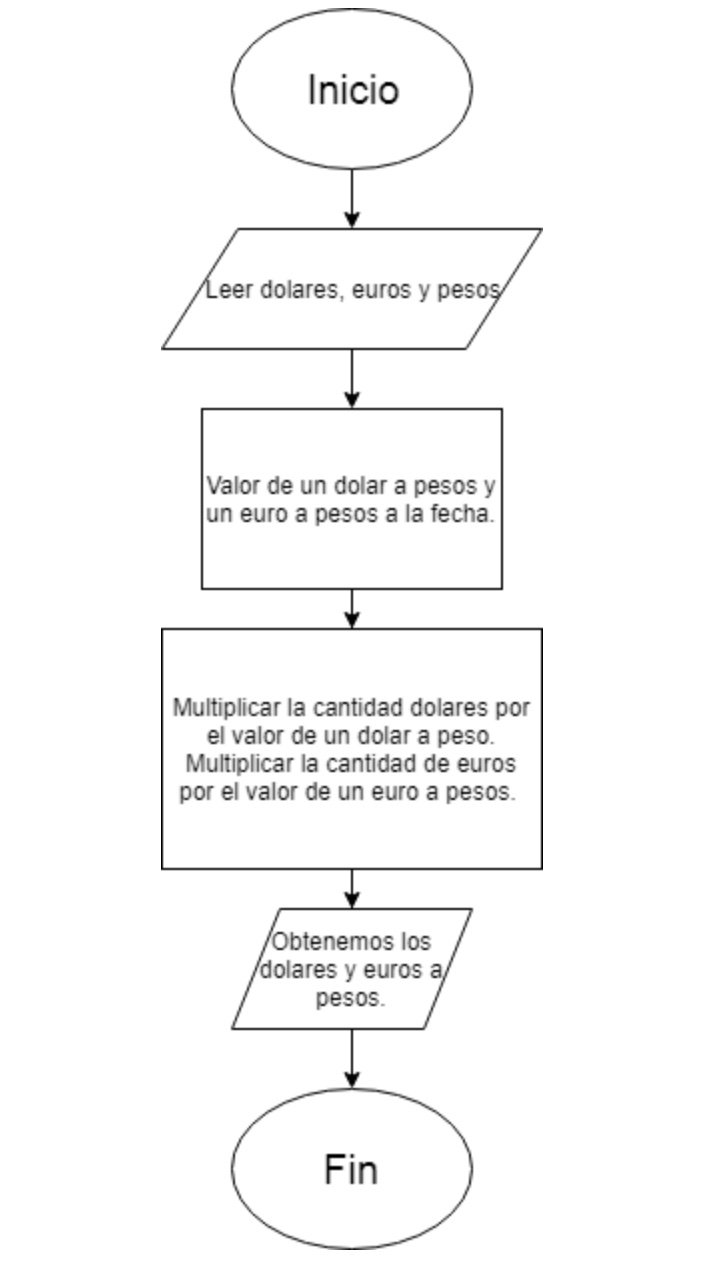 Inicio
Leer dolares, euros y pesos
Valor de un dolar a pesos y
un euro a pesos a la fecha.
Multiplicar la cantidad dolares por
el valor de un dolar a peso.
Multiplicar la cantidad de euros
por el valor de un euro a pesos.
Obtenemos los
dolares y euros a
pesos.
Fin